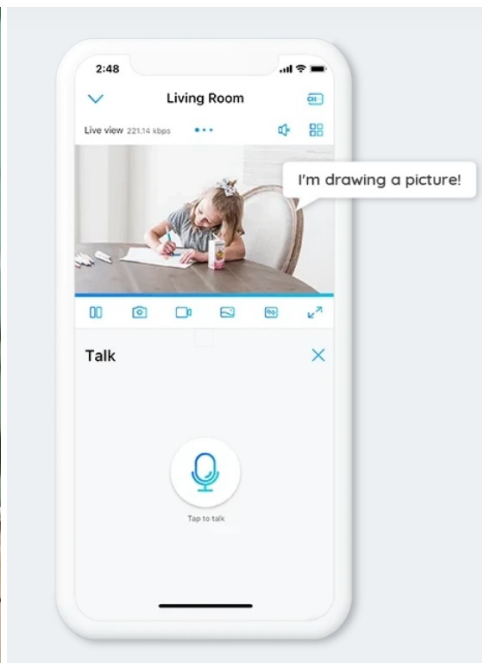 2:48
Living Room
Live view 221.14 kbps
I'm drawing a picture!
Talk
Tap to talk